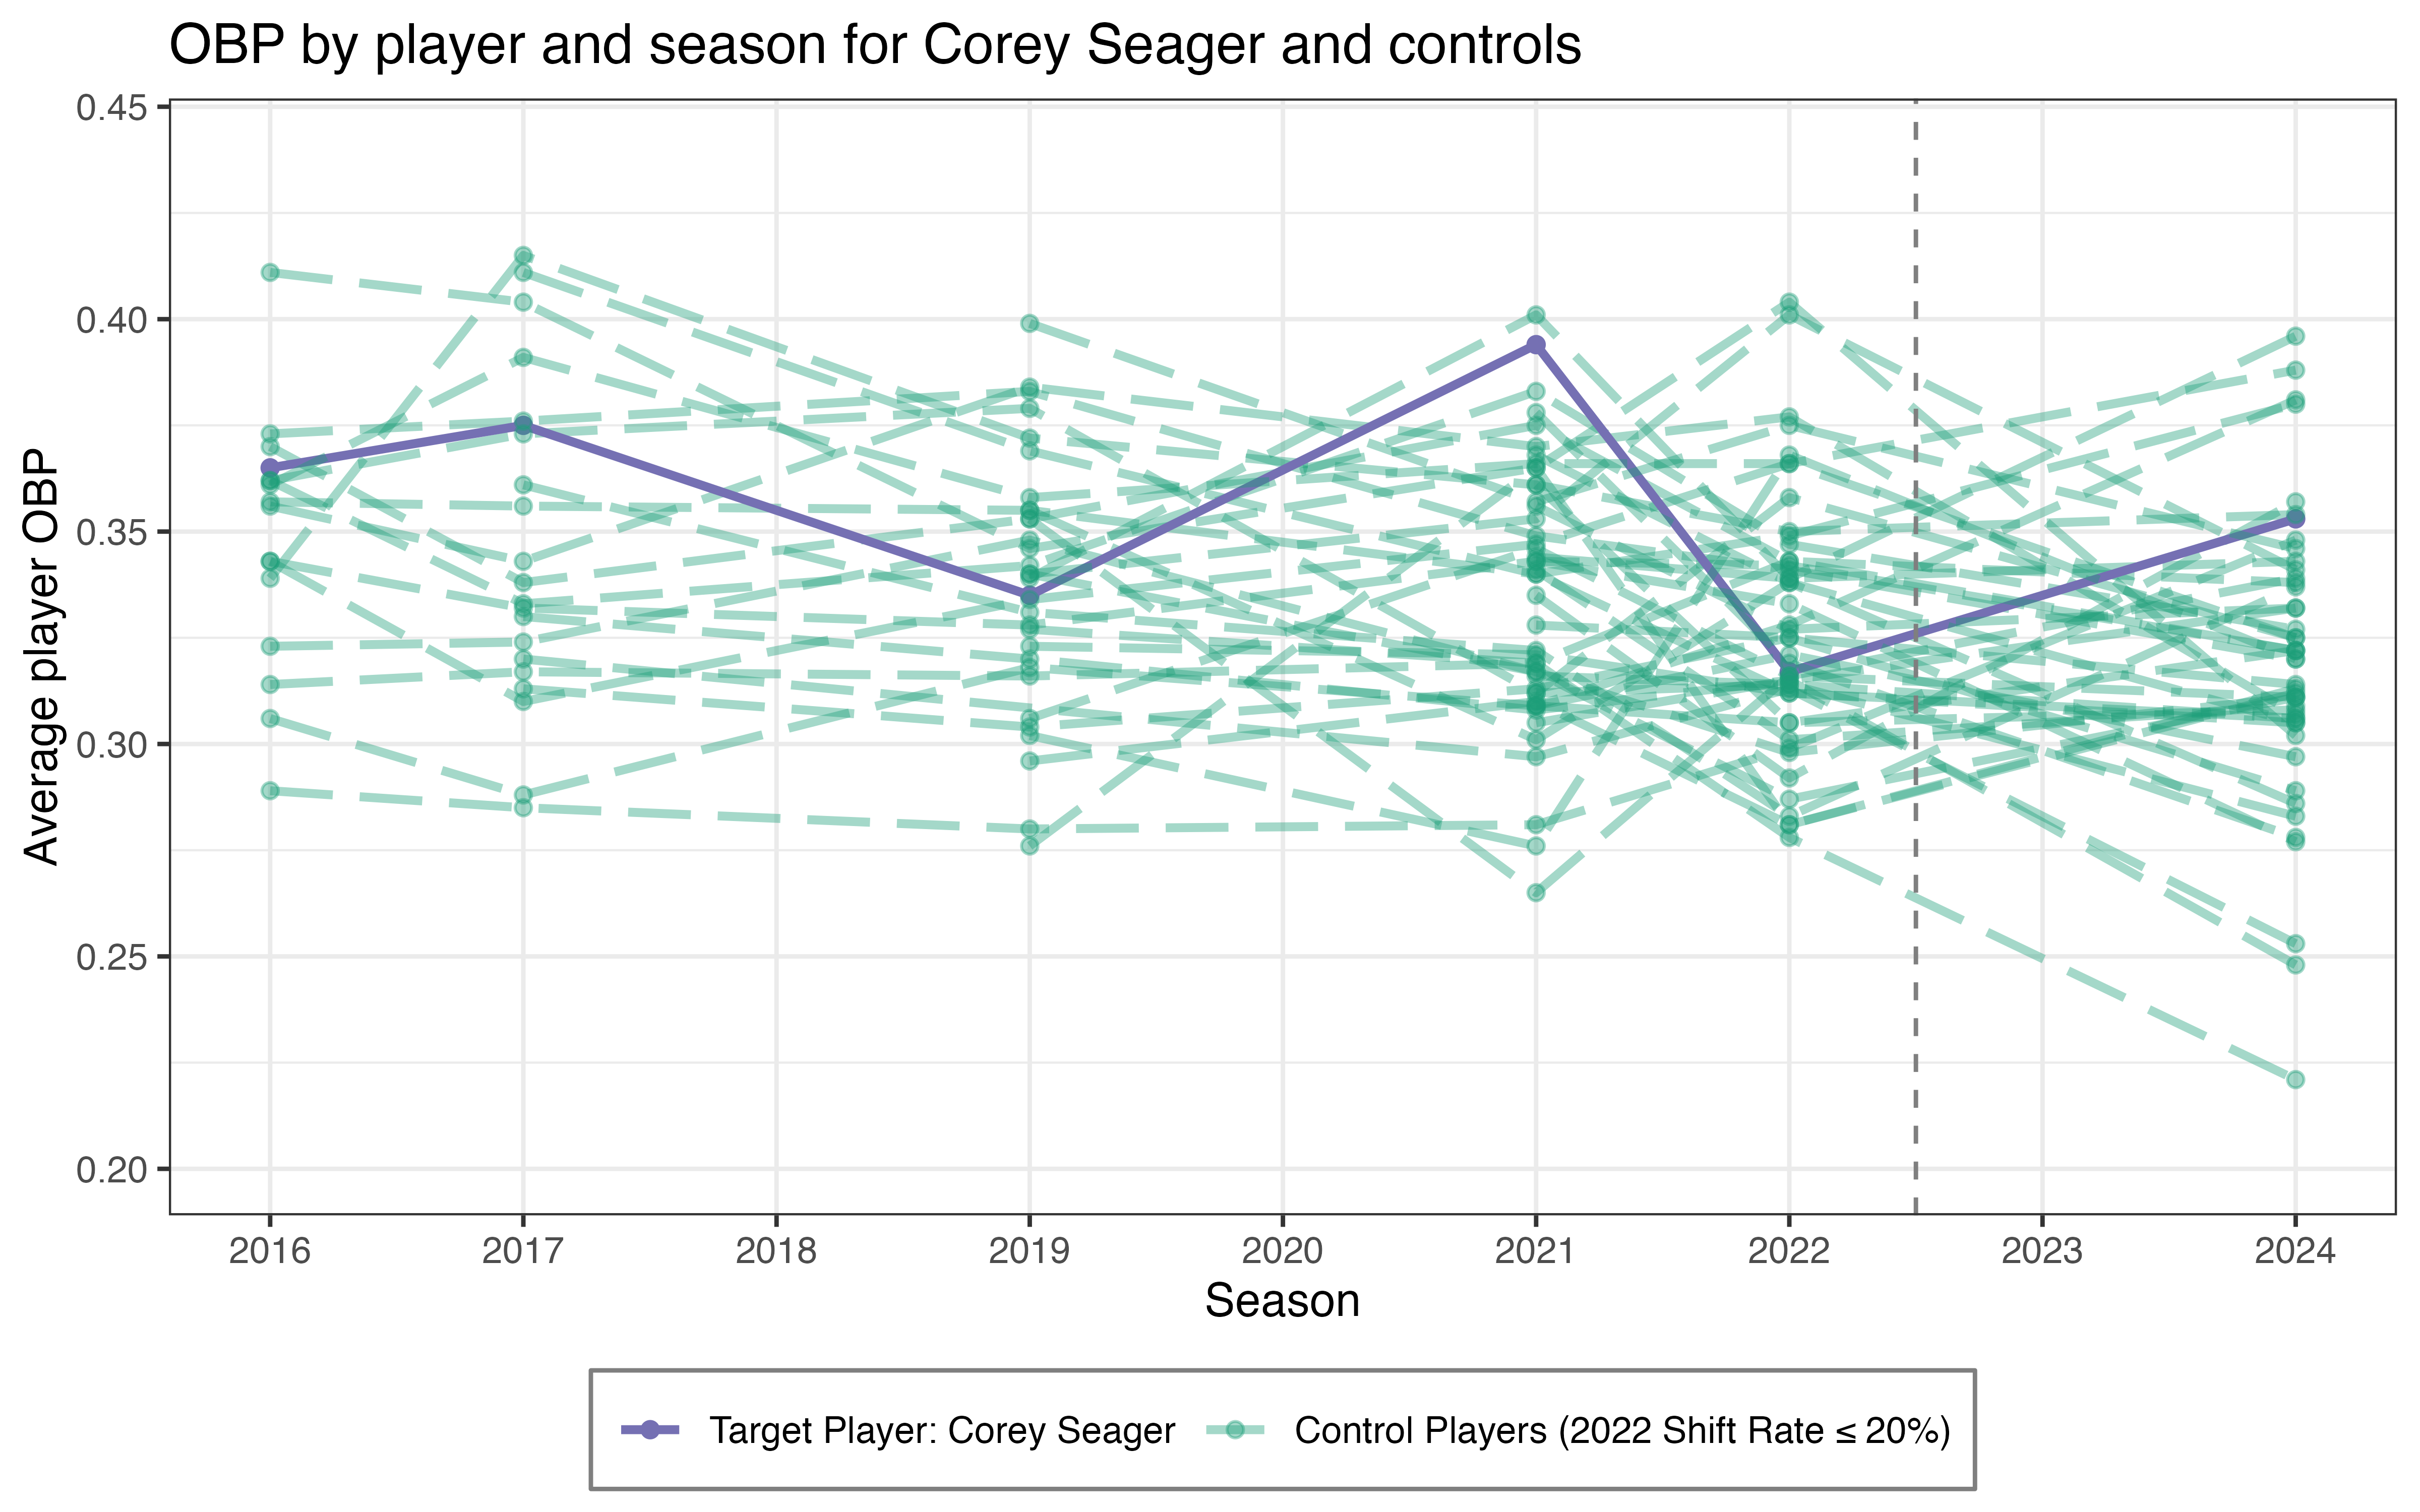 OBP by player and season for Corey Seager and controls
Average player OBP
0.45
0.40
0.35
0.30
0.25
0.20
2016 2017 2018 2019 2020 2021 2022 2023 2024
Season
Target Player: Corey Seager Control Players (2022 Shift Rate ≤ 20%)